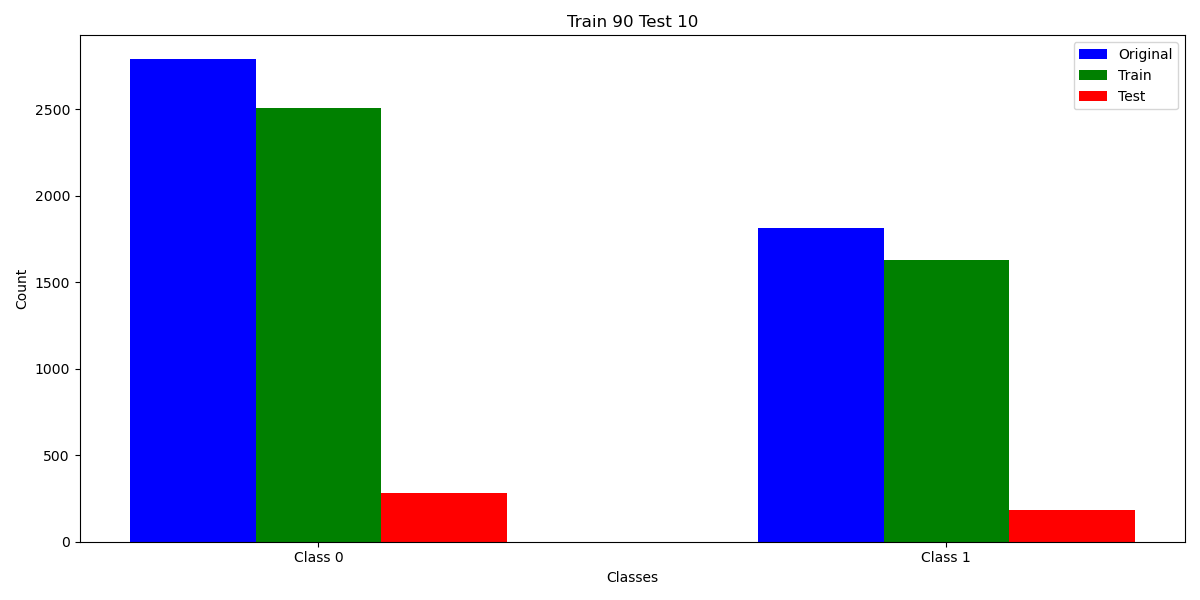 Train 90 Test 10
Original
Train
Test
2500
2000
1500
1000
500
0
Count
Class 0
Class 1
Classes